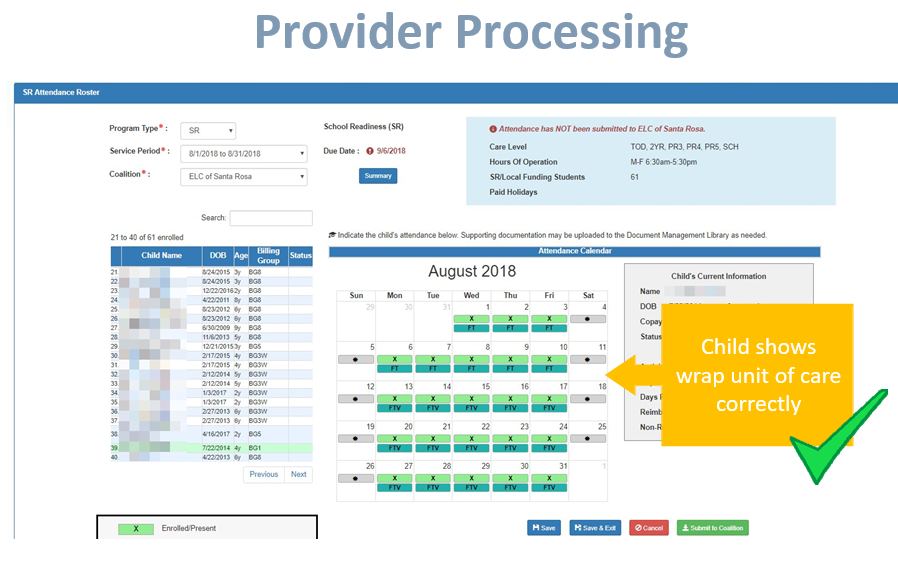 Provider Processing
SR Attendance Roster
Program Type* : SR
School Readiness (SR)
Attendance has NOT been submitted to ELC of Santa Rosa.
Service Period* : 8/1/2018 to 8/31/2018
Due Date : 9/6/2018
Care Level TOD, 2YR, PR3, PR4, PR5, SCH
Hours Of Operation M-F 6:30am-5:30pm
Coalition* : ELC of Santa Rosa
Summary
SR/Local Funding Students 61
Paid Holidays
Search:
21 to 40 of 61 enrolled
Indicate the child's attendance below. Supporting documentation may be uploaded to the Document Management Library as needed.
Child Name DOB Age Billing Group Status
21. 8/24/2015 3y BG8
22. 8/24/2015 3y BG8
23. 12/22/2016 2y BG8
24. 4/22/2011 8y BG8
25. 8/23/2012 6y BG8
26. 8/23/2012 6y BG8
27. 6/30/2009 9y BG8
28. 11/6/2013 5y BG8
29. 12/21/2015 3y BG5
30. 2/17/2015 4y BG3W
31. 2/17/2015 4y BG3W
32. 2/12/2014 5y BG3W
33. 2/12/2014 5y BG3W
34. 1/3/2017 2y BG3W
35. 1/3/2017 2y BG3W
36. 2/27/2013 6y BG3W
37. 2/27/2013 6y BG3W
38. 4/16/2017 2y BG5
39. 7/22/2014 4y BG1
40. 4/22/2013 6y BG8
Previous Next
Attendance Calendar
August 2018
Sun Mon Tue Wed Thu Fri Sat
29 30 31 1 2 3 4
X X X
FT FT FT
5 6 7 8 9 10 11
X X X X X
FT FT FT FT FT
12 13 14 15 16 17 18
X X X X X
FTV FTV FTV FTV FTV
19 20 21 22 23 24 25
X X X X X
FTV FTV FTV FTV FTV
26 27 28 29 30 31 1
X X X X X
FTV FTV FTV FTV FTV
Child's Current Information
Name
DOB
Copay
Status
Days
Reimb
Non-R
Child shows
wrap unit of care
correctly
X Enrolled/Present
Save Save & Exit Cancel Submit to Coalition